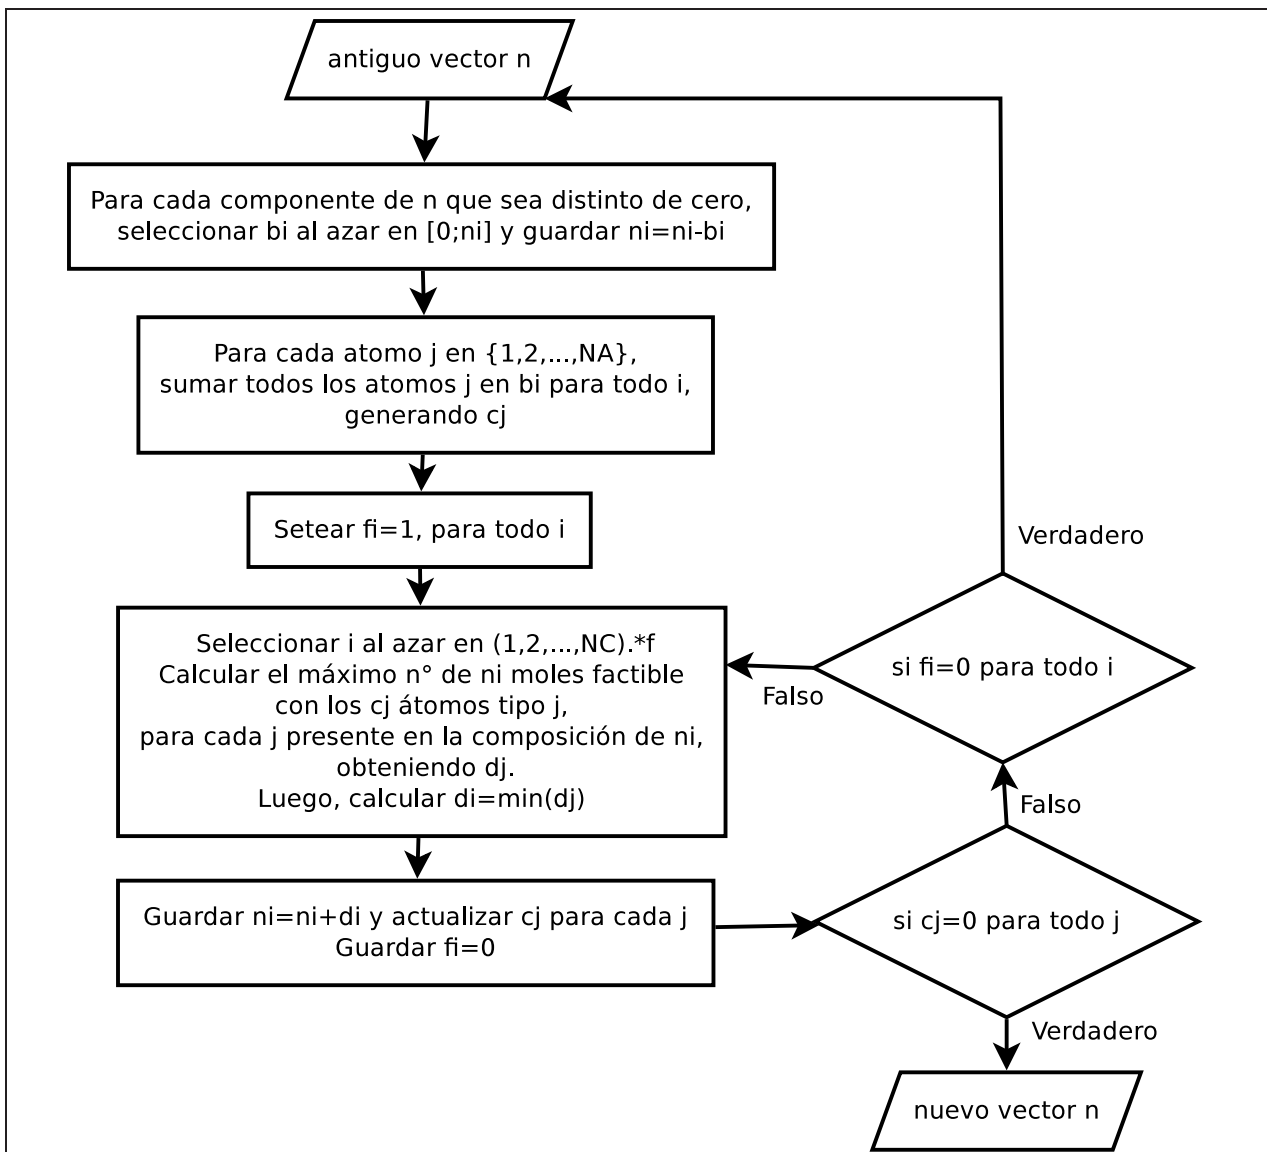 antiguo vector n
Para cada componente de n que sea distinto de cero,
seleccionar bi al azar en [0;ni] y guardar ni=ni-bi
Para cada atomo j en {1,2,...,NA},
sumar todos los atomos j en bi para todo i,
generando cj
Setear fi=1, para todo i
Seleccionar i al azar en (1,2,...,NC).*f
Calcular el máximo n° de ni moles factible
con los cj átomos tipo j,
para cada j presente en la composición de ni,
obteniendo dj.
Luego, calcular di=min(dj)
Guardar ni=ni+di y actualizar cj para cada j
Guardar fi=0
si cj=0 para todo j
Falso
si fi=0 para todo i
Falso
Verdadero
Verdadero
nuevo vector n